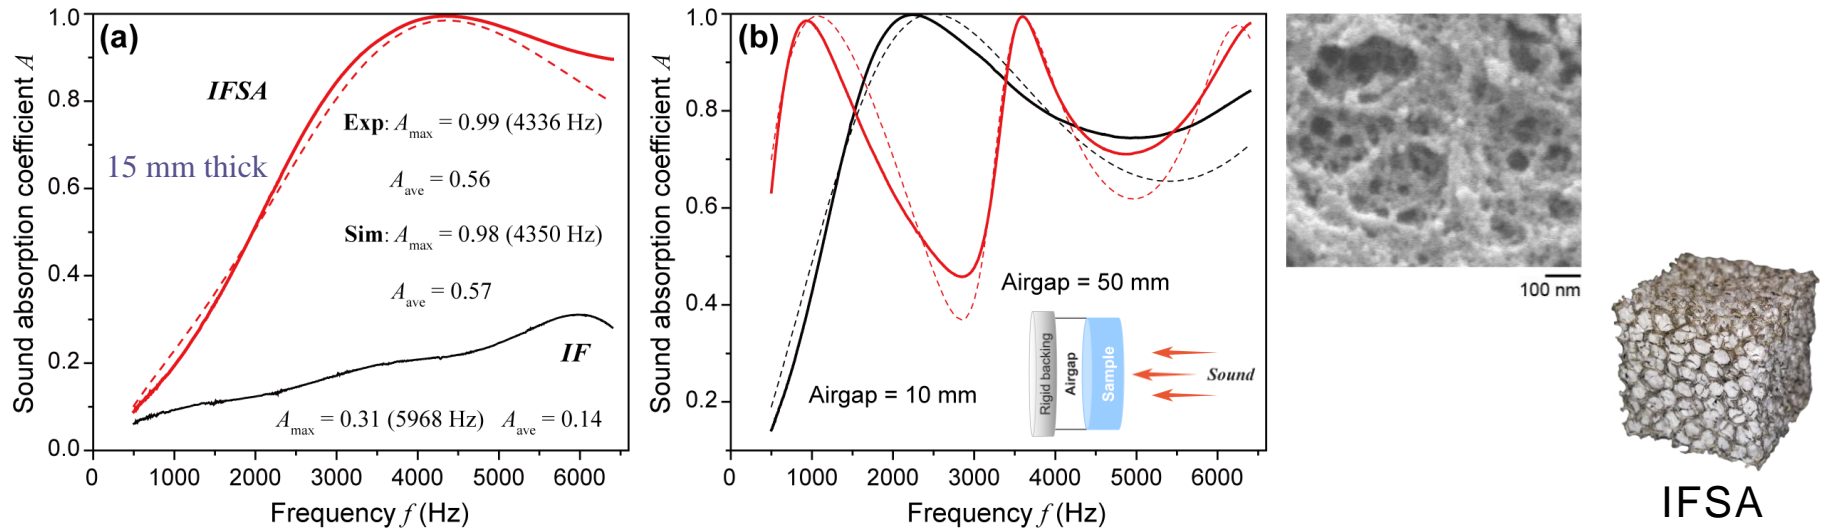 Sound absorption coefficient A
1.0
0.8
0.6
0.4
0.2
0.0
(a)
IFSA
15 mm thick
Exp: Amax = 0.99 (4336 Hz)
Aave = 0.56
Sim: Amax = 0.98 (4350 Hz)
Aave = 0.57
IF
Amax = 0.31 (5968 Hz) Aave = 0.14
0 1000 2000 3000 4000 5000 6000
Frequency f (Hz)
Sound absorption coefficient A
1.0
0.8
0.6
0.4
0.2
(b)
Airgap = 50 mm
Airgap = 10 mm
Rigid backing
Airgap
Sample
Sound
0 1000 2000 3000 4000 5000 6000
Frequency f (Hz)
100 nm
IFSA